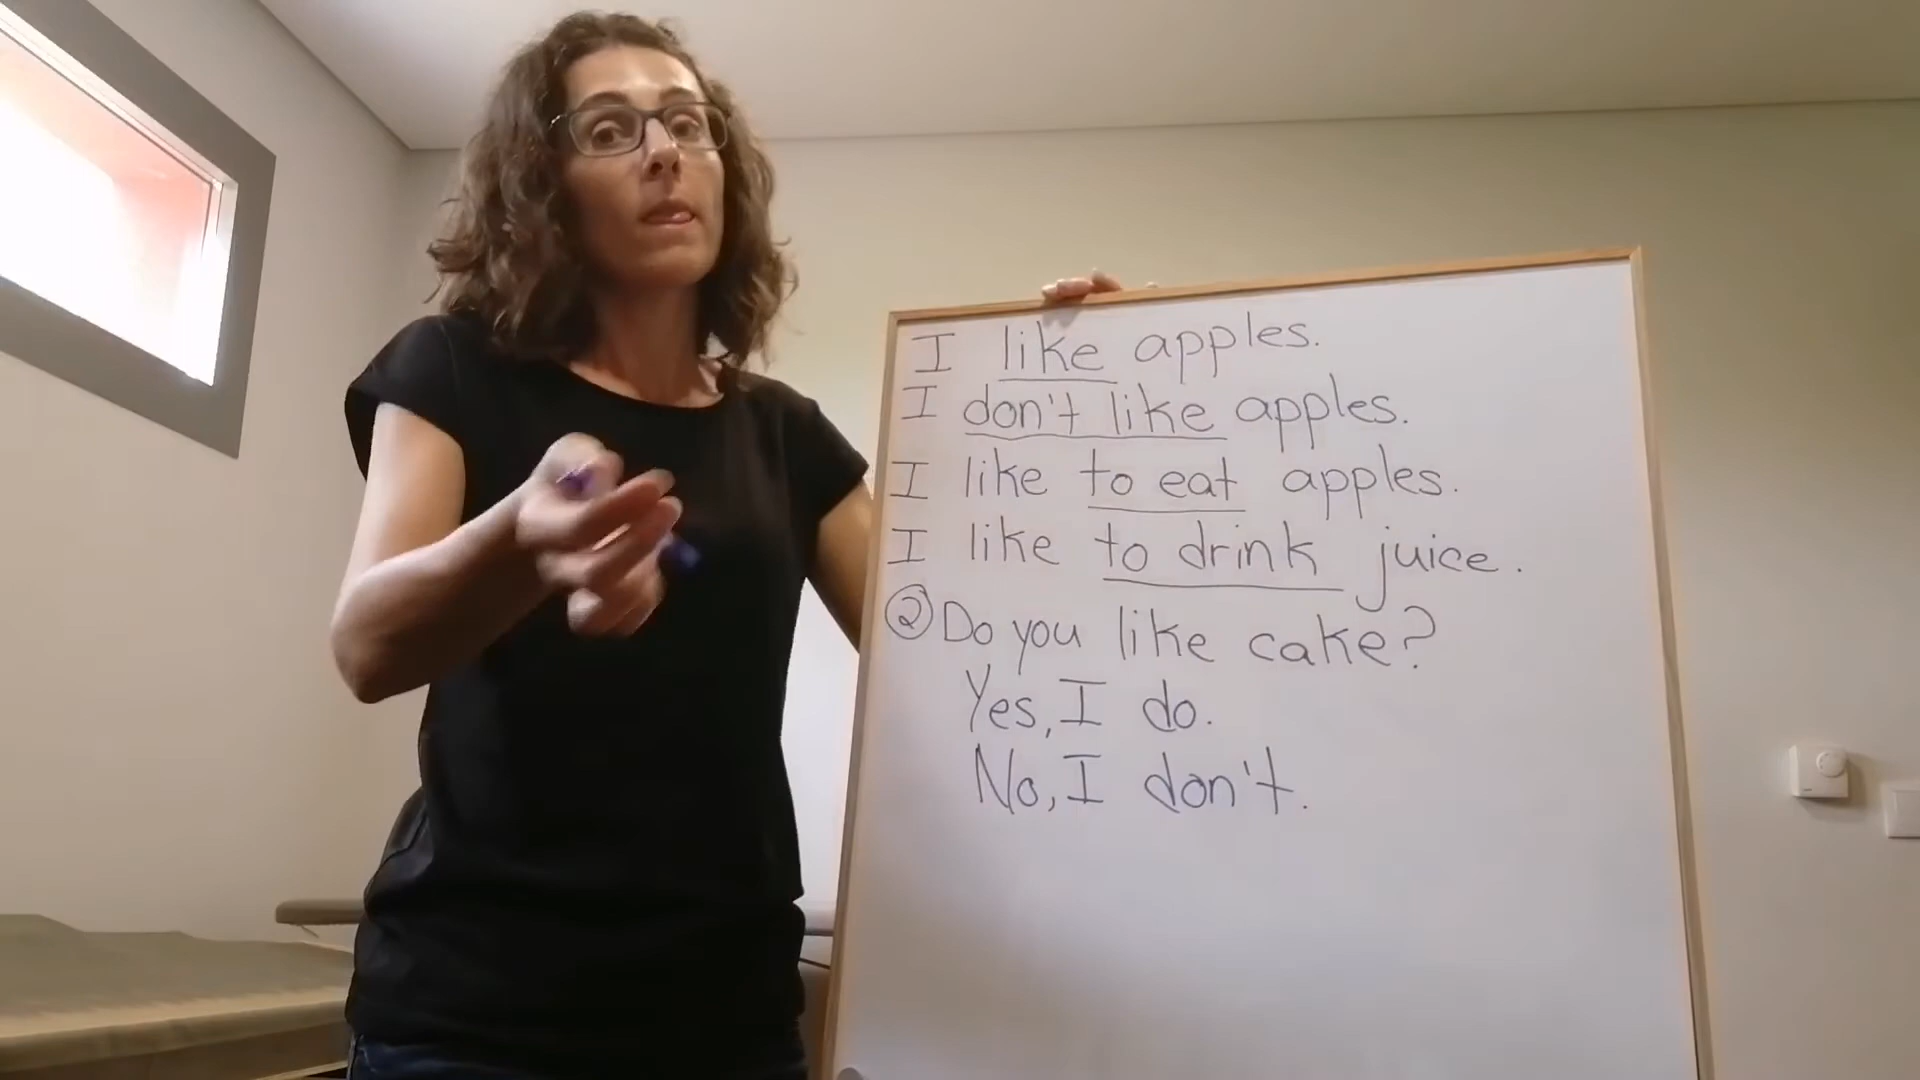 I like apples.
I don't like apples.
I like to eat apples.
I like to drink juice.
② Do you like cake?
Yes, I do.
No, I don't.